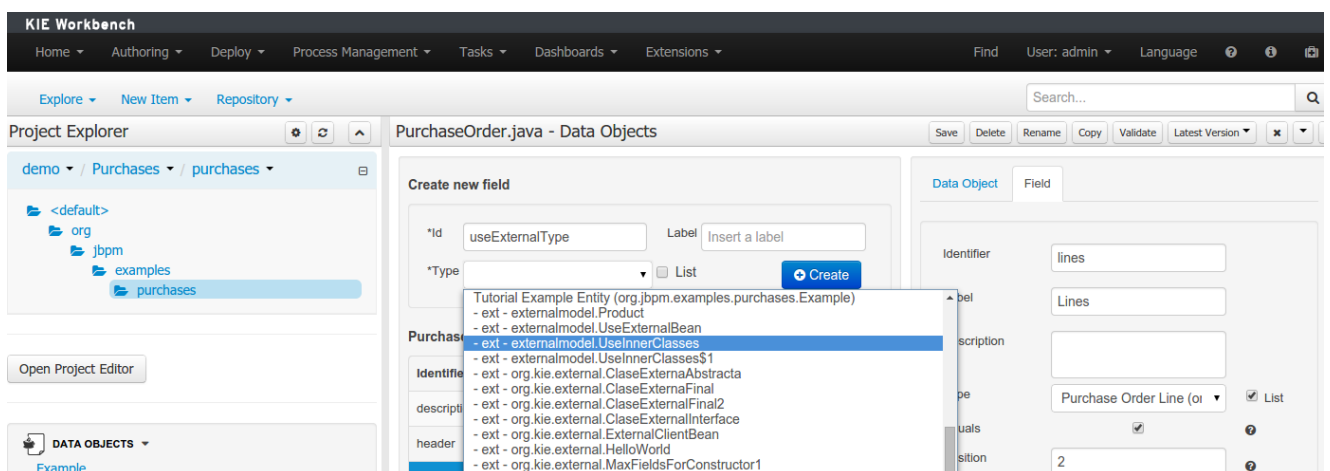 KIE Workbench
Home Authoring Deploy Process Management Tasks Dashboards Extensions Find User: admin Language
Explore New Item Repository Search...
Project Explorer
demo / Purchases / purchases
<default>
org
jbpm
examples
purchases
Open Project Editor
DATA OBJECTS
Example
PurchaseOrder.java - Data Objects
Save Delete Rename Copy Validate Latest Version
Create new field
*Id useExternalType Label Insert a label
*Type List Create
Tutorial Example Entity (org.jbpm.examples.purchases.Example)
- ext - externalmodel.Product
- ext - externalmodel.UseExternalBean
- ext - externalmodel.UseInnerClasses
- ext - externalmodel.UseInnerClasses$1
- ext - org.kie.external.ClaseExternaAbstracta
- ext - org.kie.external.ClaseExternaFinal
- ext - org.kie.external.ClaseExternalFinal2
- ext - org.kie.external.ClaseExternalInterface
- ext - org.kie.external.ExternalClientBean
- ext - org.kie.external.HelloWorld
- ext - org.kie.external.MaxFieldsForConstructor1
Purchas
Identifie
descripti
header
Data Object Field
Identifier lines
bel Lines
scription
pe Purchase Order Line (or List
uals
sition 2